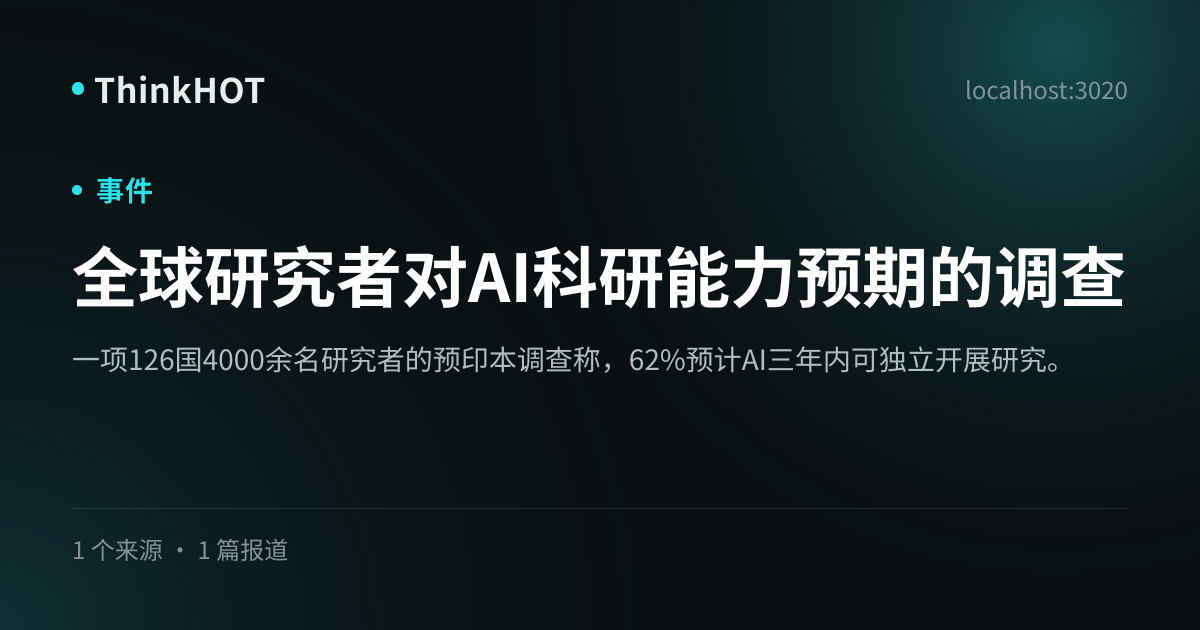 ThinkHOT
localhost:3020
事件
全球研究者对AI科研能力预期的调查
一项126国4000余名研究者的预印本调查称，62%预计AI三年内可独立开展研究。
1 个来源 · 1 篇报道